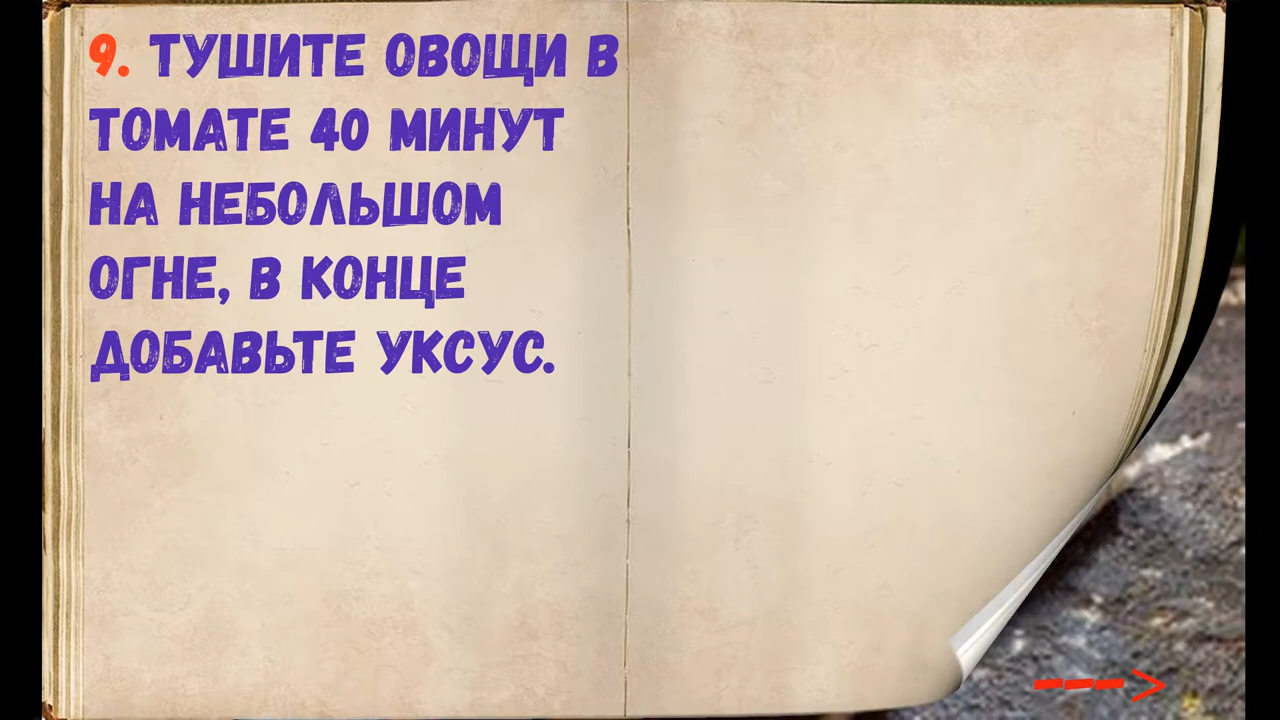 9. ТУШИТЕ ОВОЩИ В
ТОМАТЕ 40 МИНУТ
НА НЕБОЛЬШОМ
ОГНЕ, В КОНЦЕ
ДОБАВЬТЕ УКСУС.